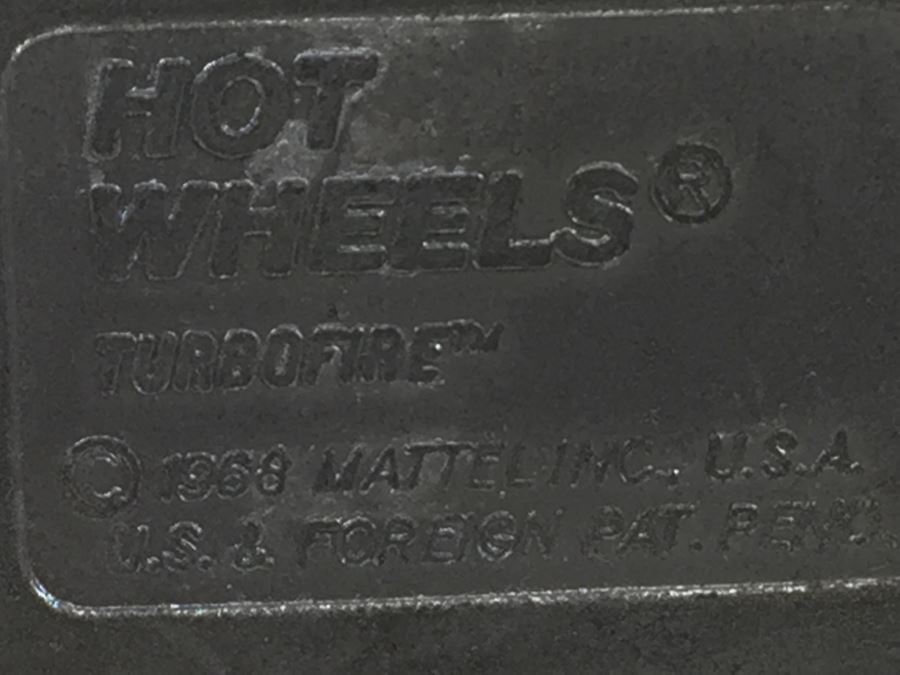 HOT
WHEELS®
TURBOFIRE™
© 1968 MATTEL INC., U.S.A.
U.S. & FOREIGN PAT. PEND.